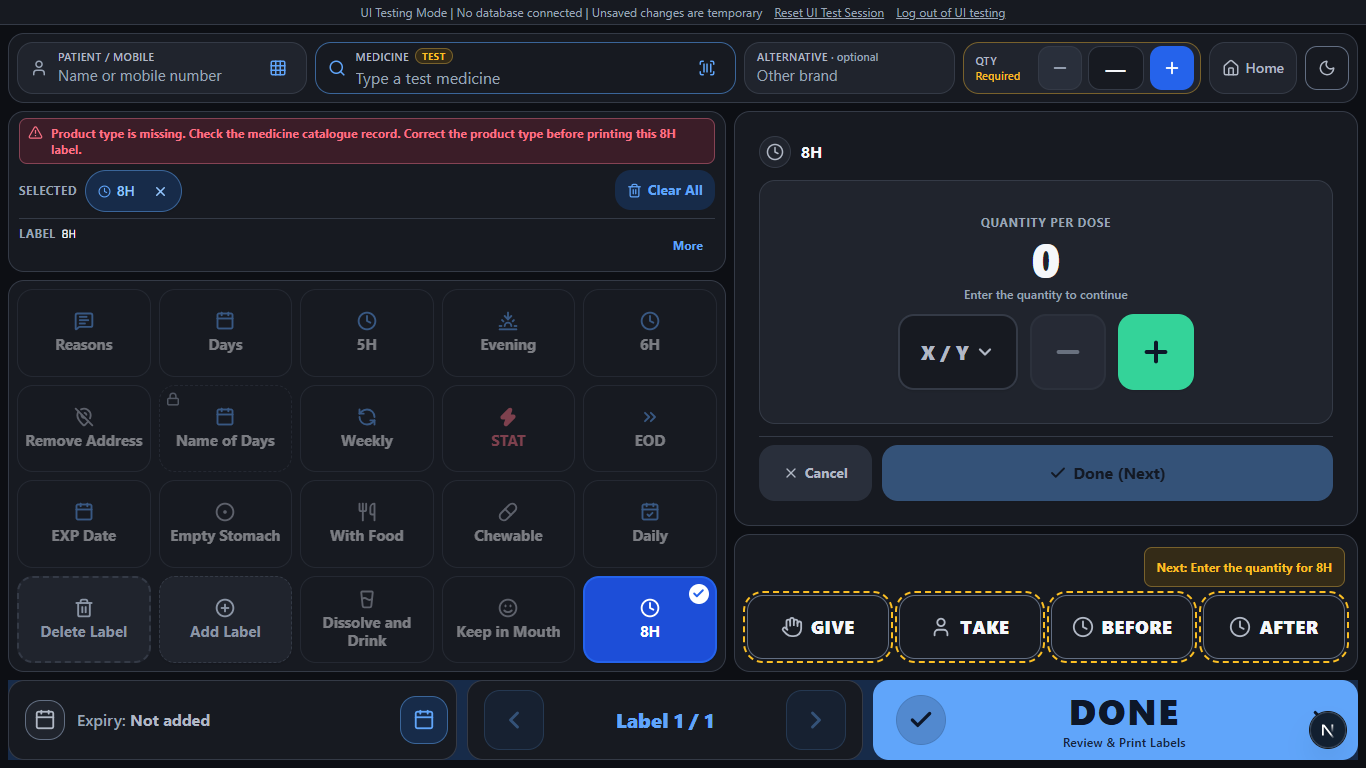 UI Testing Mode | No database connected | Unsaved changes are temporary Reset UI Test Session Log out of UI testing
PATIENT / MOBILE
Name or mobile number
MEDICINE TEST
Type a test medicine
ALTERNATIVE · optional
Other brand
QTY
Required
Home
Product type is missing. Check the medicine catalogue record. Correct the product type before printing this 8H
label.
SELECTED 8H Clear All
LABEL 8H
More
Reasons
Days
5H
Evening
6H
Remove Address
Name of Days
Weekly
STAT
EOD
EXP Date
Empty Stomach
With Food
Chewable
Daily
Delete Label
Add Label
Dissolve and
Drink
Keep in Mouth
8H
8H
QUANTITY PER DOSE
0
Enter the quantity to continue
X / Y
Cancel
Done (Next)
Next: Enter the quantity for 8H
GIVE
TAKE
BEFORE
AFTER
Expiry: Not added
Label 1 / 1
DONE
Review & Print Labels
N